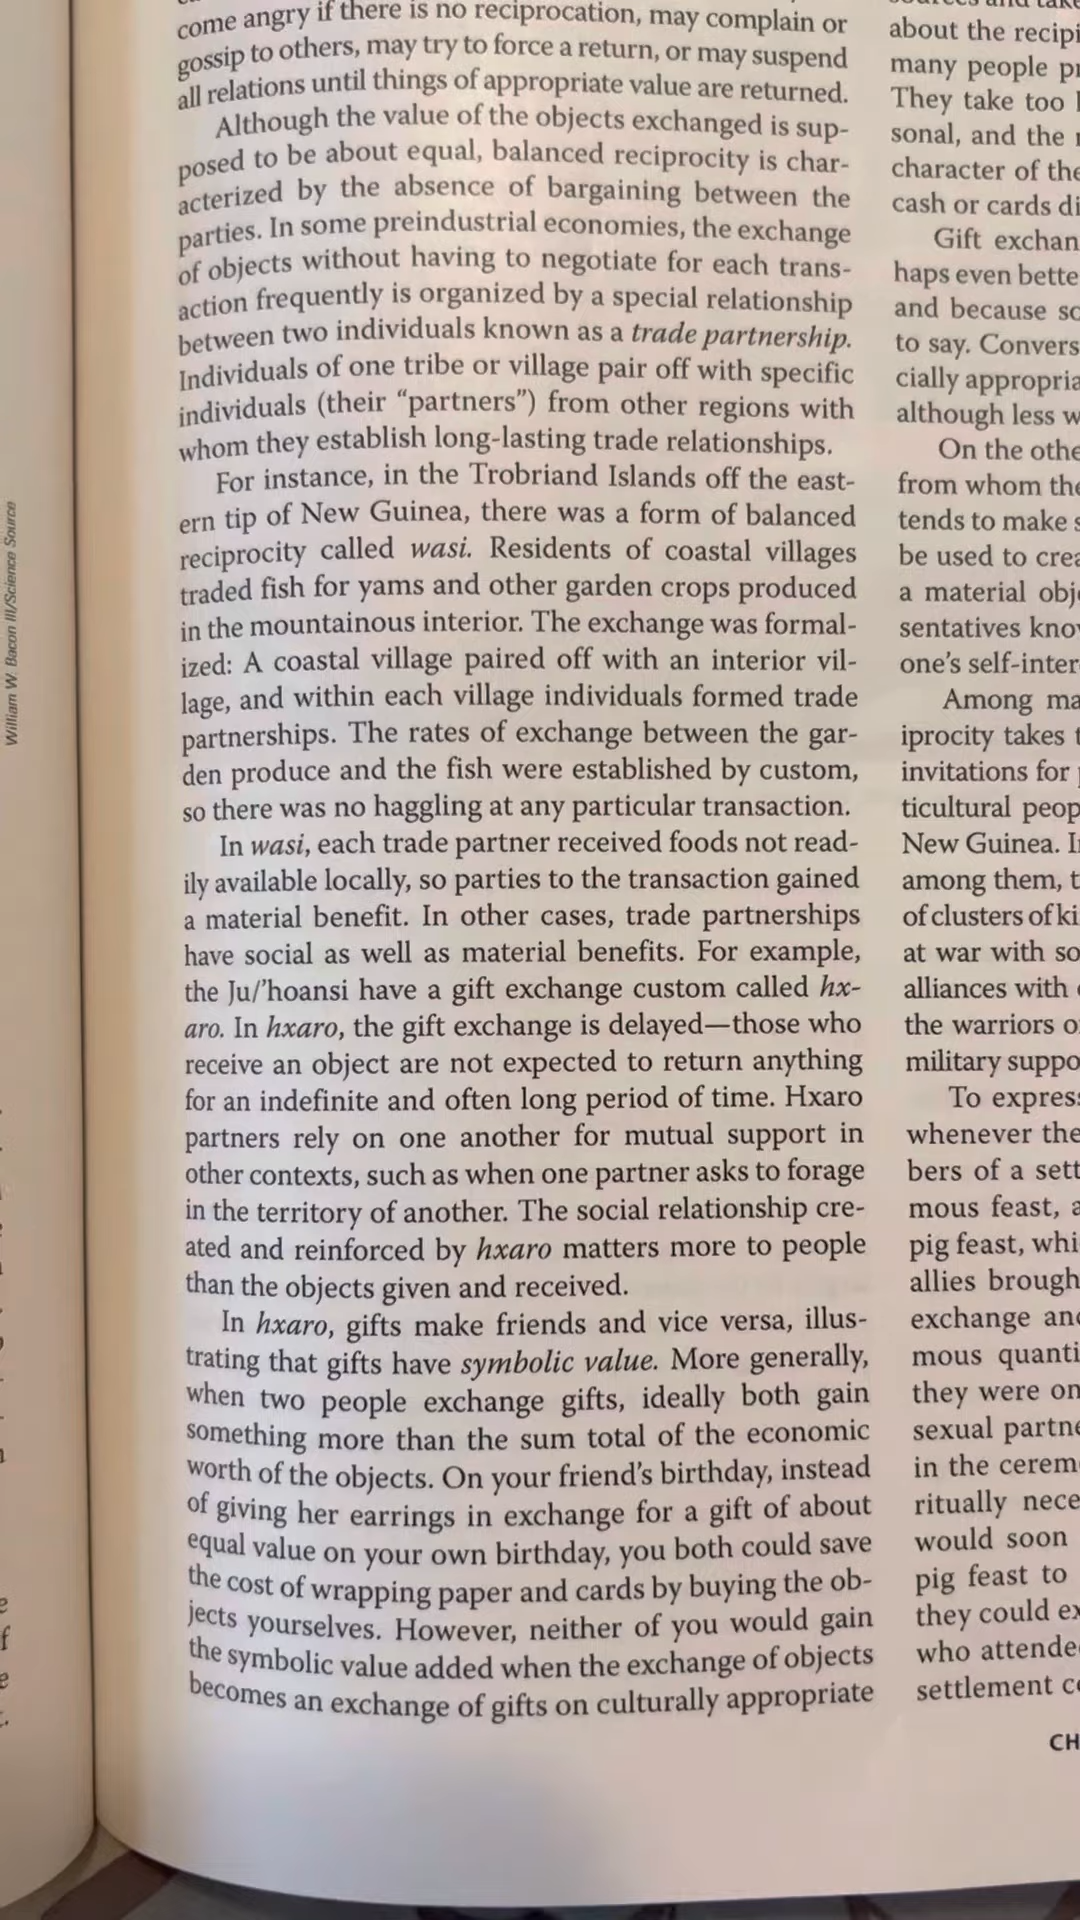 come angry if there is no reciprocation, may complain or
gossip to others, may try to force a return, or may suspend
all relations until things of appropriate value are returned.
Although the value of the objects exchanged is sup-
posed to be about equal, balanced reciprocity is char-
acterized by the absence of bargaining between the
parties. In some preindustrial economies, the exchange
of objects without having to negotiate for each trans-
action frequently is organized by a special relationship
between two individuals known as a trade partnership.
Individuals of one tribe or village pair off with specific
individuals (their “partners”) from other regions with
whom they establish long-lasting trade relationships.
For instance, in the Trobriand Islands off the east-
ern tip of New Guinea, there was a form of balanced
reciprocity called wasi. Residents of coastal villages
traded fish for yams and other garden crops produced
in the mountainous interior. The exchange was formal-
ized: A coastal village paired off with an interior vil-
lage, and within each village individuals formed trade
partnerships. The rates of exchange between the gar-
den produce and the fish were established by custom,
so there was no haggling at any particular transaction.
In wasi, each trade partner received foods not read-
ily available locally, so parties to the transaction gained
a material benefit. In other cases, trade partnerships
have social as well as material benefits. For example,
the Ju/’hoansi have a gift exchange custom called hx-
aro. In hxaro, the gift exchange is delayed—those who
receive an object are not expected to return anything
for an indefinite and often long period of time. Hxaro
partners rely on one another for mutual support in
other contexts, such as when one partner asks to forage
in the territory of another. The social relationship cre-
ated and reinforced by hxaro matters more to people
than the objects given and received.
In hxaro, gifts make friends and vice versa, illus-
trating that gifts have symbolic value. More generally,
when two people exchange gifts, ideally both gain
something more than the sum total of the economic
worth of the objects. On your friend’s birthday, instead
of giving her earrings in exchange for a gift of about
equal value on your own birthday, you both could save
the cost of wrapping paper and cards by buying the ob-
jects yourselves. However, neither of you would gain
the symbolic value added when the exchange of objects
becomes an exchange of gifts on culturally appropriate
about the recipi
many people
They take too
sonal, and the
character of the
cash or cards di
Gift exchan
haps even bette
and because
to say. Convers
cially appropria
although less
On the othe
from whom the
tends to make
be used to crea
a material obj
sentatives kno
one’s self-inter
Among ma
iprocity takes
invitations for
ticultural peop
New Guinea.
among them,
of clusters of ki
at war with so
alliances with
the warriors
military suppo
To express
whenever the
bers of a sett
mous feast,
pig feast, whi
allies brough
exchange and
mous quanti
they were on
sexual partne
in the cerem
ritually nece
would soon
pig feast to
they could ex
who attende
settlement
CH
William W. Bacon III/Science Source